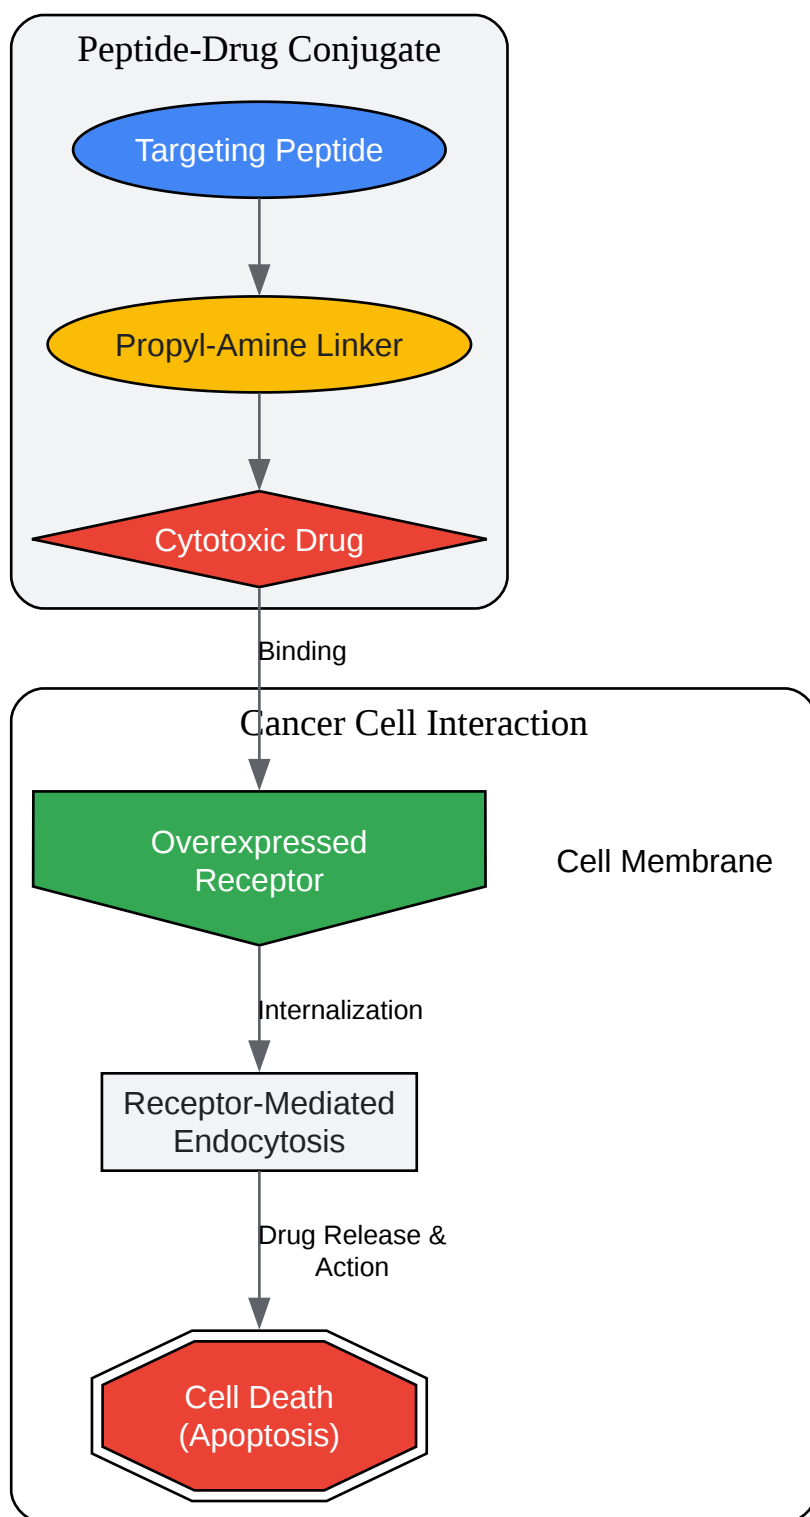 Peptide-Drug Conjugate
Targeting Peptide
Propyl-Amine Linker
Cytotoxic Drug
Binding
Cancer Cell Interaction
Overexpressed
Receptor
Cell Membrane
Internalization
Receptor-Mediated
Endocytosis
Drug Release &
Action
Cell Death
(Apoptosis)